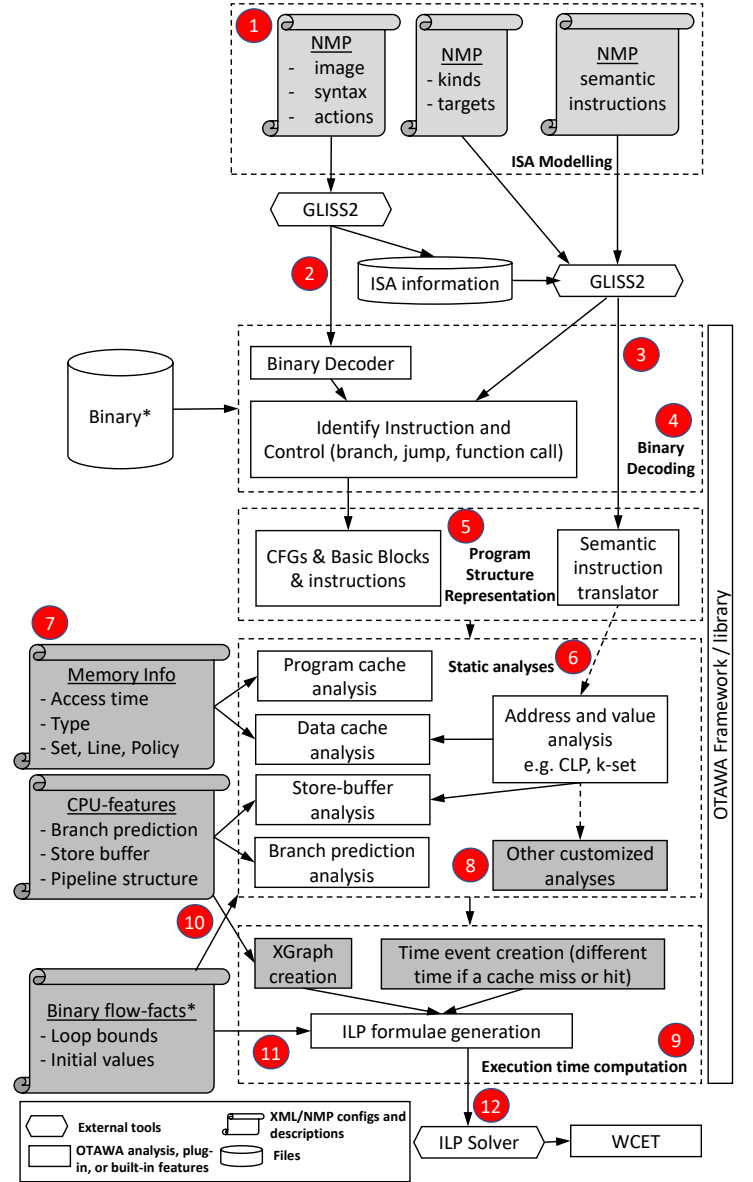 1
NMP
- image
- syntax
- actions
NMP
- kinds
- targets
NMP
semantic
instructions
ISA Modelling
GLISS2
2
ISA information
GLISS2
3
Binary Decoder
Binary*
Identify Instruction and
Control (branch, jump, function call)
4
Binary
Decoding
5
CFGs & Basic Blocks
& instructions
Program
Structure
Representation
Semantic
instruction
translator
OTAWA Framework / library
7
Memory Info
- Access time
- Type
- Set, Line, Policy
Program cache
analysis
Static analyses
6
Data cache
analysis
Address and value
analysis
e.g. CLP, k-set
CPU-features
- Branch prediction
- Store buffer
- Pipeline structure
Store-buffer
analysis
Branch prediction
analysis
8
Other customized
analyses
10
XGraph
creation
Time event creation (different
time if a cache miss or hit)
Binary flow-facts*
- Loop bounds
- Initial values
ILP formulae generation
11
9
Execution time computation
12
ILP Solver
WCET
External tools
XML/NMP configs and
descriptions
OTAWA analysis, plug-
in, or built-in features
Files